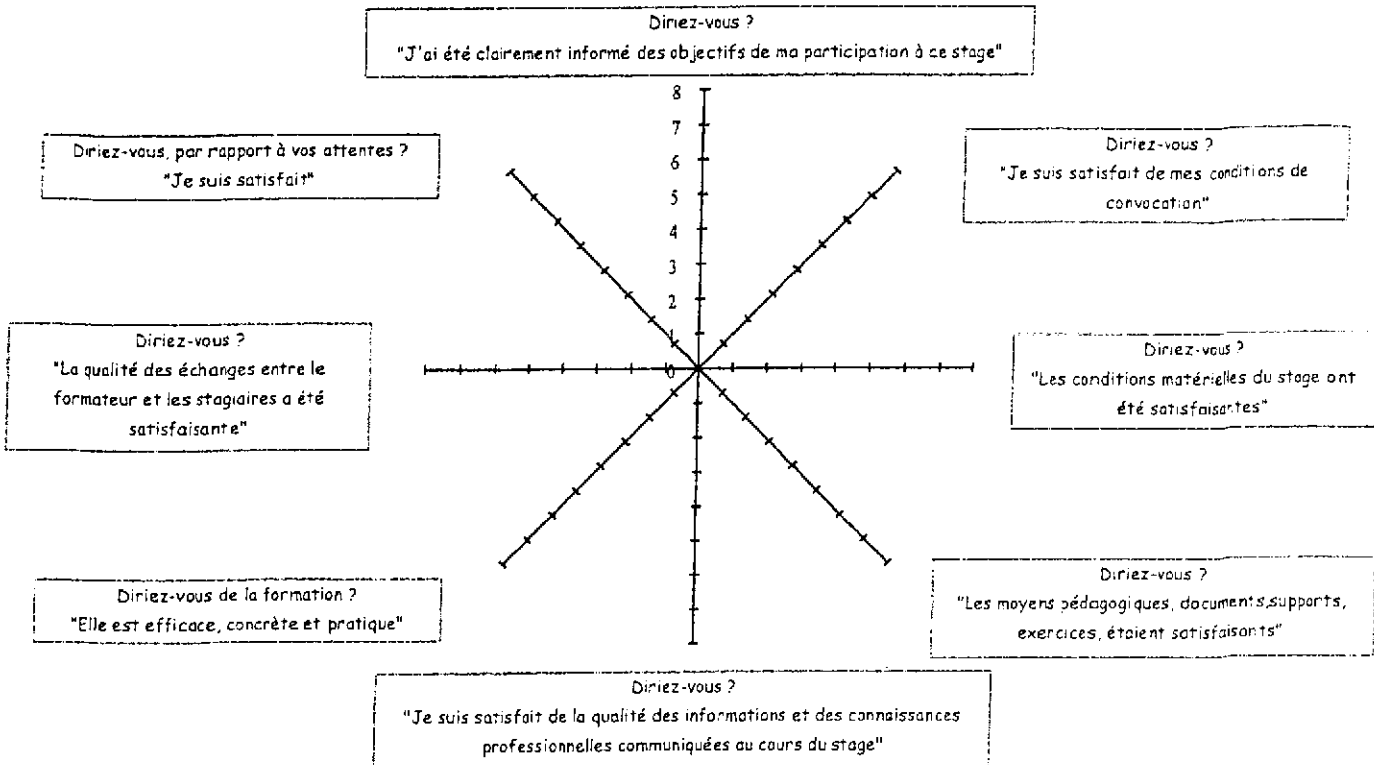 Diriez-vous ?
"J'ai été clairement informé des objectifs de ma participation à ce stage"
8
7
6
5
4
3
2
1
0
Diriez-vous, par rapport à vos attentes ?
"Je suis satisfait"
Diriez-vous ?
"Je suis satisfait de mes conditions de
convocation"
Diriez-vous ?
"La qualité des échanges entre le
formateur et les stagiaires a été
satisfaisante"
Diriez-vous ?
"Les conditions matérielles du stage ont
été satisfaisantes"
Diriez-vous de la formation ?
"Elle est efficace, concrète et pratique"
Diriez-vous ?
"Les moyens pédagogiques, documents,supports,
exercices, étaient satisfaisants"
Diriez-vous ?
"Je suis satisfait de la qualité des informations et des connaissances
professionnelles communiquées au cours du stage"